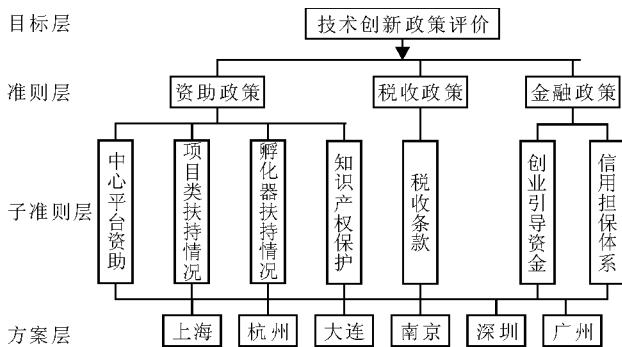 目标层 技术创新政策评价
准则层 资助政策 税收政策 金融政策
子准则层 中心平台资助 项目类扶持情况 孵化器扶持情况 知识产权保护 税收条款 创业引导资金 信用担保体系
方案层 上海 杭州 大连 南京 深圳 广州